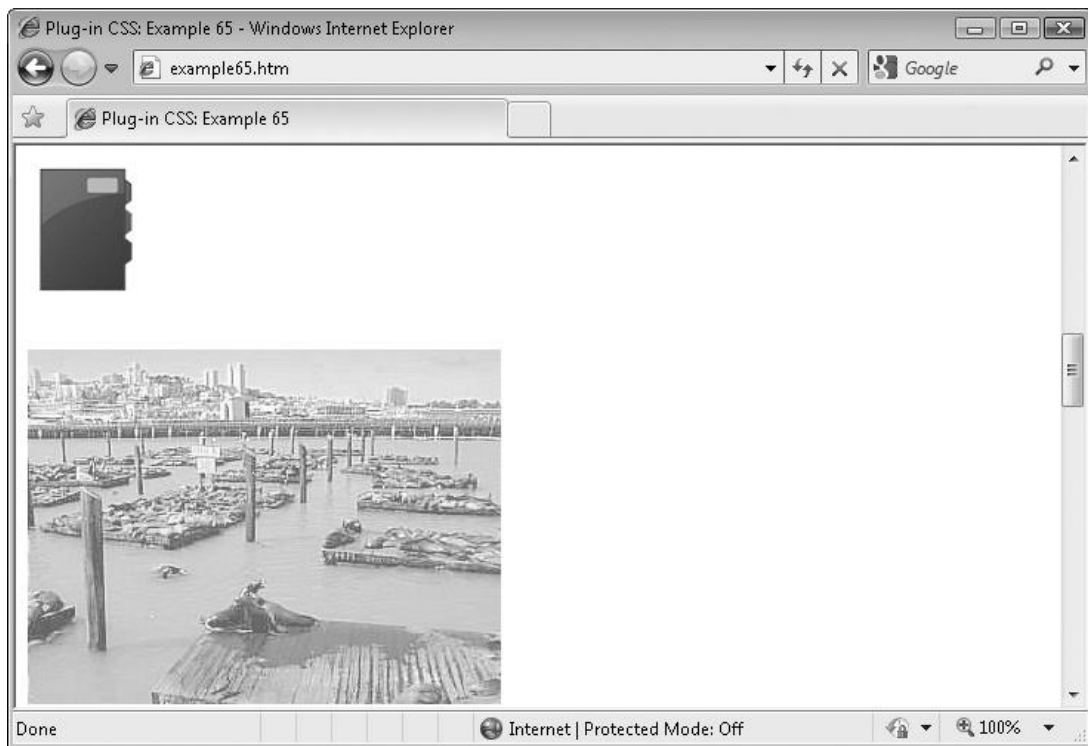 Plug-in CSS: Example 65 - Windows Internet Explorer
example65.htm
Google
Plug-in CSS: Example 65
Done
Internet | Protected Mode: Off
100%